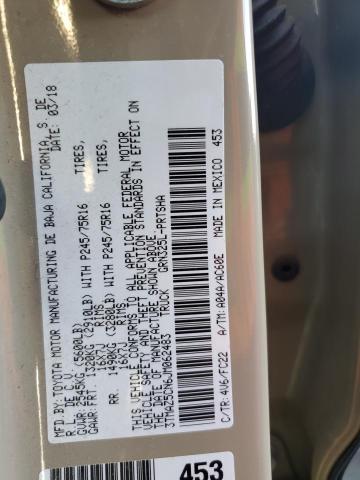 MFD.BY: TOYOTA MOTOR MANUFACTURING DE BAJA CALIFORNIA, S. DE
R.L. DE C.V. DATE: 03/18
GVWR: 2545KG (5600LB)
GAWR: FRT. 1320KG (2910LB) WITH P245/75R16 TIRES,
16X7J RIMS,
RR. 1490KG (3280LB) WITH P245/75R16 TIRES,
16X7J RIMS
THIS VEHICLE CONFORMS TO ALL APPLICABLE FEDERAL MOTOR
VEHICLE SAFETY AND THEFT PREVENTION STANDARDS IN EFFECT ON
THE DATE OF MANUFACTURE SHOWN ABOVE.
3TMAZ5CN6JM062483 TRUCK GRN325L-PRTSHA
C/TR: 4V6/FC22 A/TM: A04A/AC60E MADE IN MEXICO 453
453